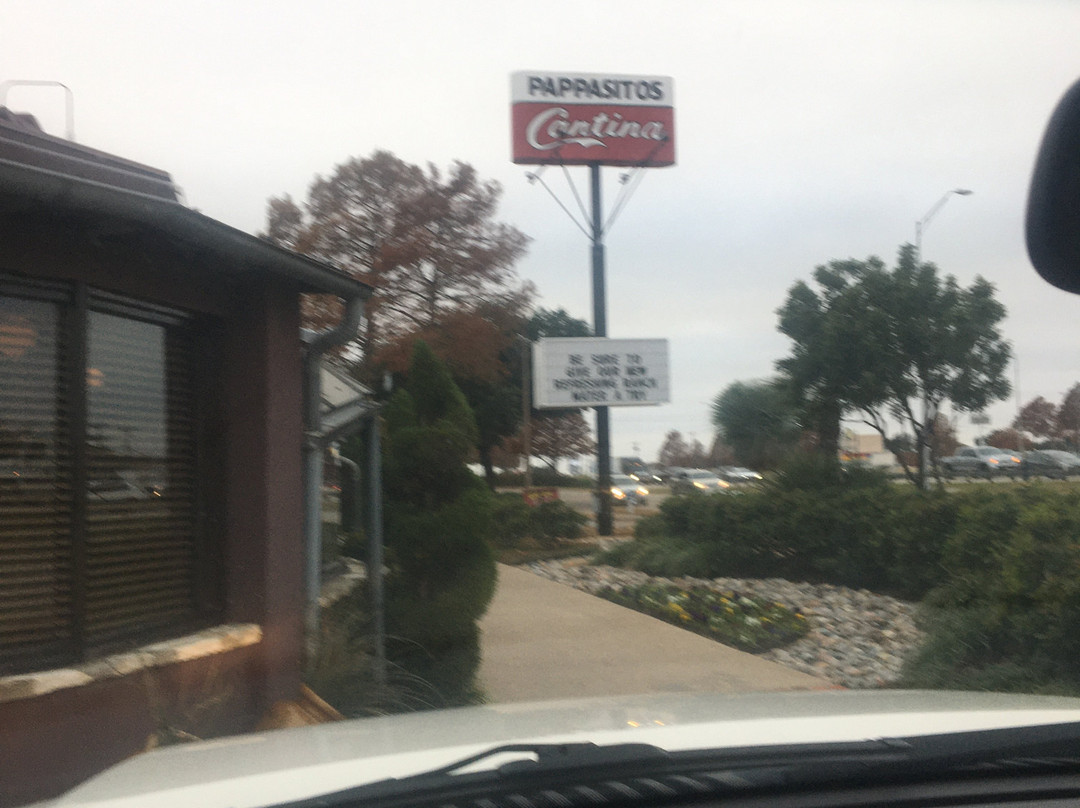 PAPPASITOS
Cantina
BE SURE TO
GIVE OUR NEW
REFRESHING RANCH
WATER A TRY